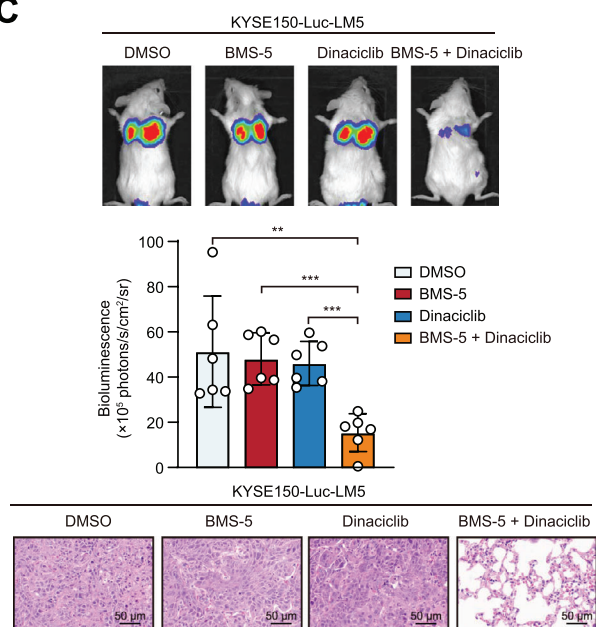 C
KYSE150-Luc-LM5
DMSO BMS-5 Dinaciclib BMS-5 + Dinaciclib
Bioluminescence
(×10⁵ photons/s/cm²/sr)
100
80
60
40
20
0
**
***
***
DMSO
BMS-5
Dinaciclib
BMS-5 + Dinaciclib
KYSE150-Luc-LM5
DMSO BMS-5 Dinaciclib BMS-5 + Dinaciclib
50 μm 50 μm 50 μm 50 μm